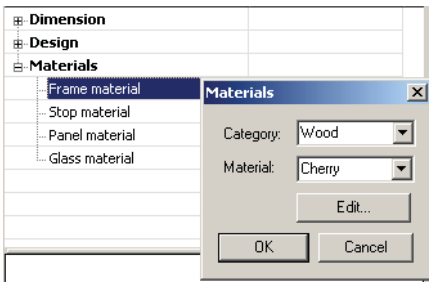 Dimension
Design
Materials
Frame material
Stop material
Panel material
Glass material
Materials
Category: Wood
Material: Cherry
Edit...
OK Cancel